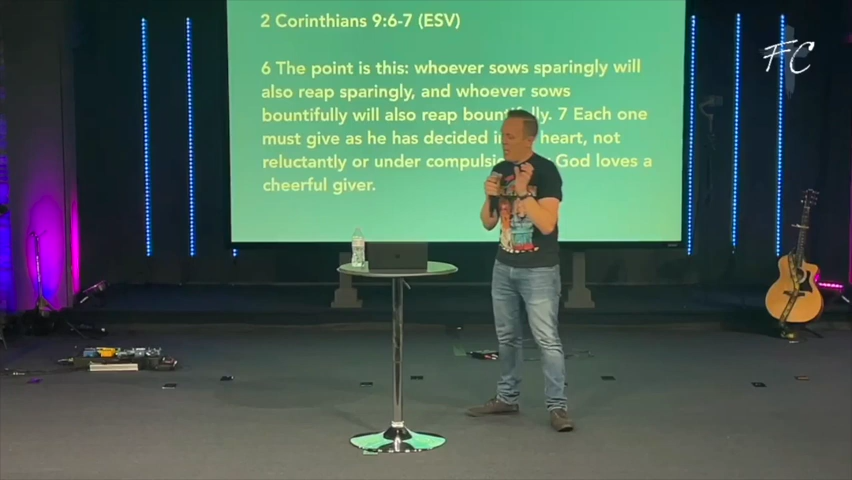 2 Corinthians 9:6-7 (ESV)
FC
6 The point is this: whoever sows sparingly will
also reap sparingly, and whoever sows
bountifully will also reap bountifully. 7 Each one
must give as he has decided heart, not
reluctantly or under God loves a
cheerful giver.